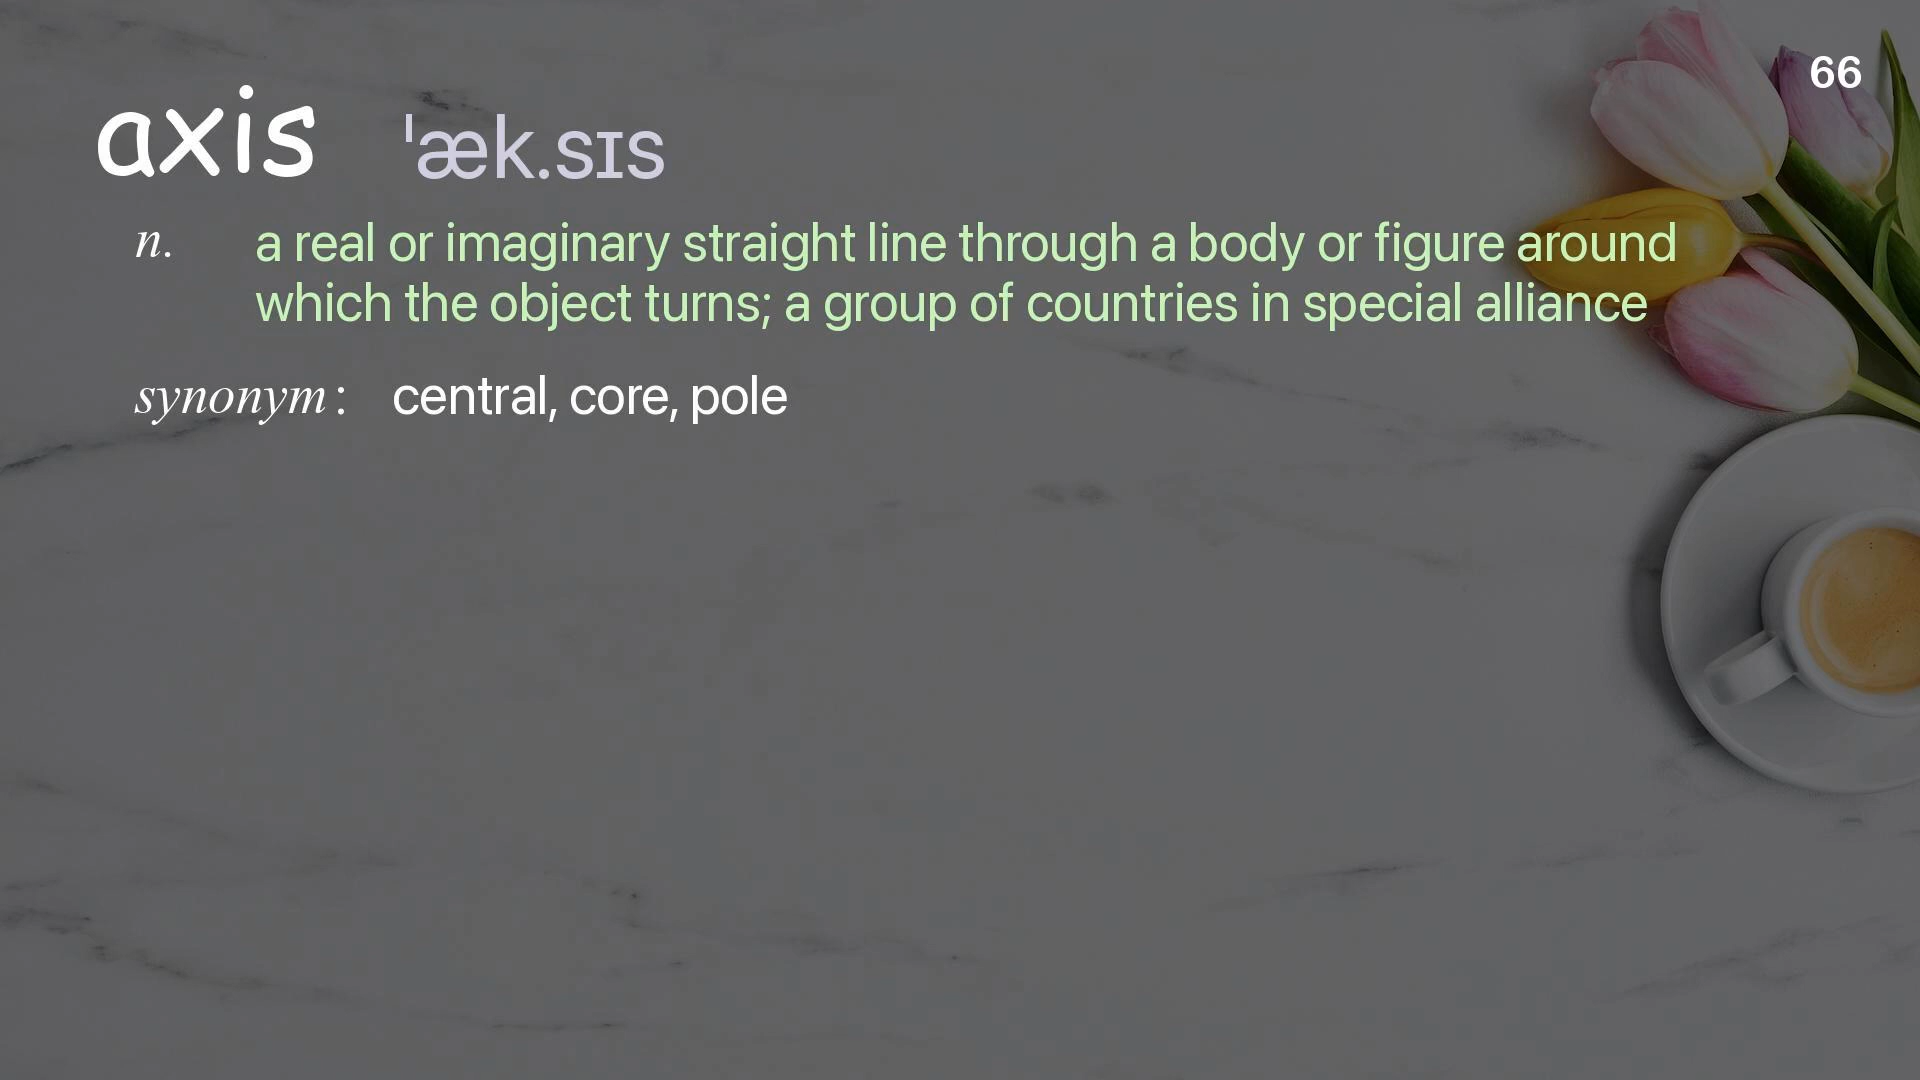 66
axis ˈæk.sɪs
n. a real or imaginary straight line through a body or figure around
which the object turns; a group of countries in special alliance
synonym: central, core, pole